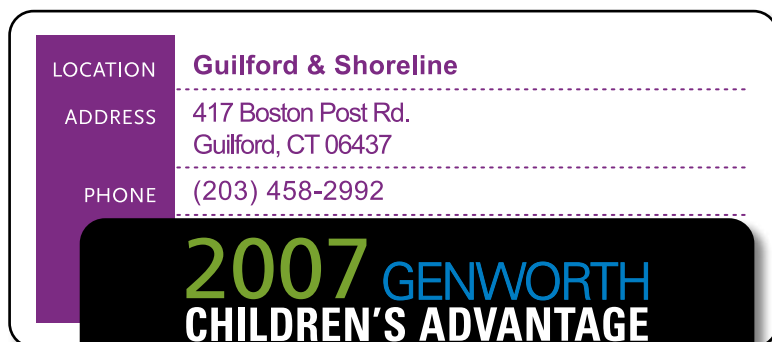 LOCATION Guilford & Shoreline
ADDRESS 417 Boston Post Rd.
Guilford, CT 06437
PHONE (203) 458-2992
2007 GENWORTH
CHILDREN'S ADVANTAGE